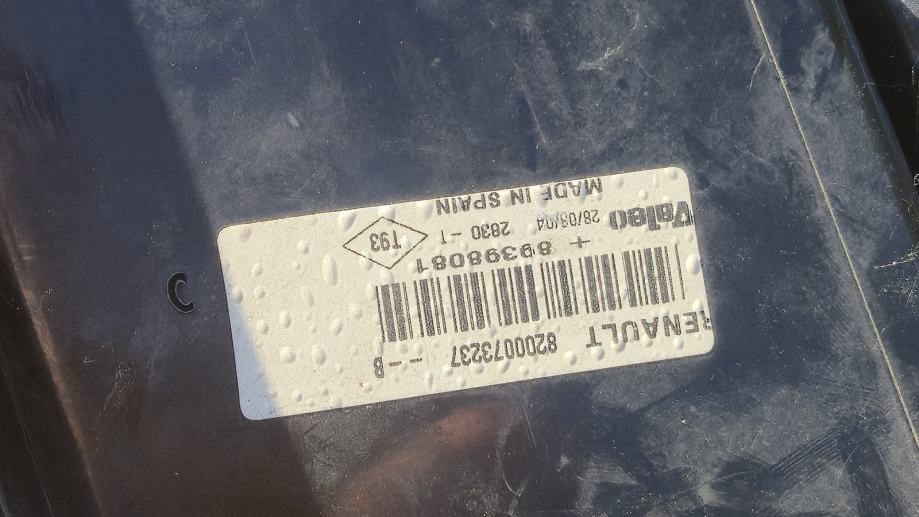 RENAULT 8200073237 --B
+ 89398081
Valeo 28/05/04 2830 -1 T93
MADE IN SPAIN
C